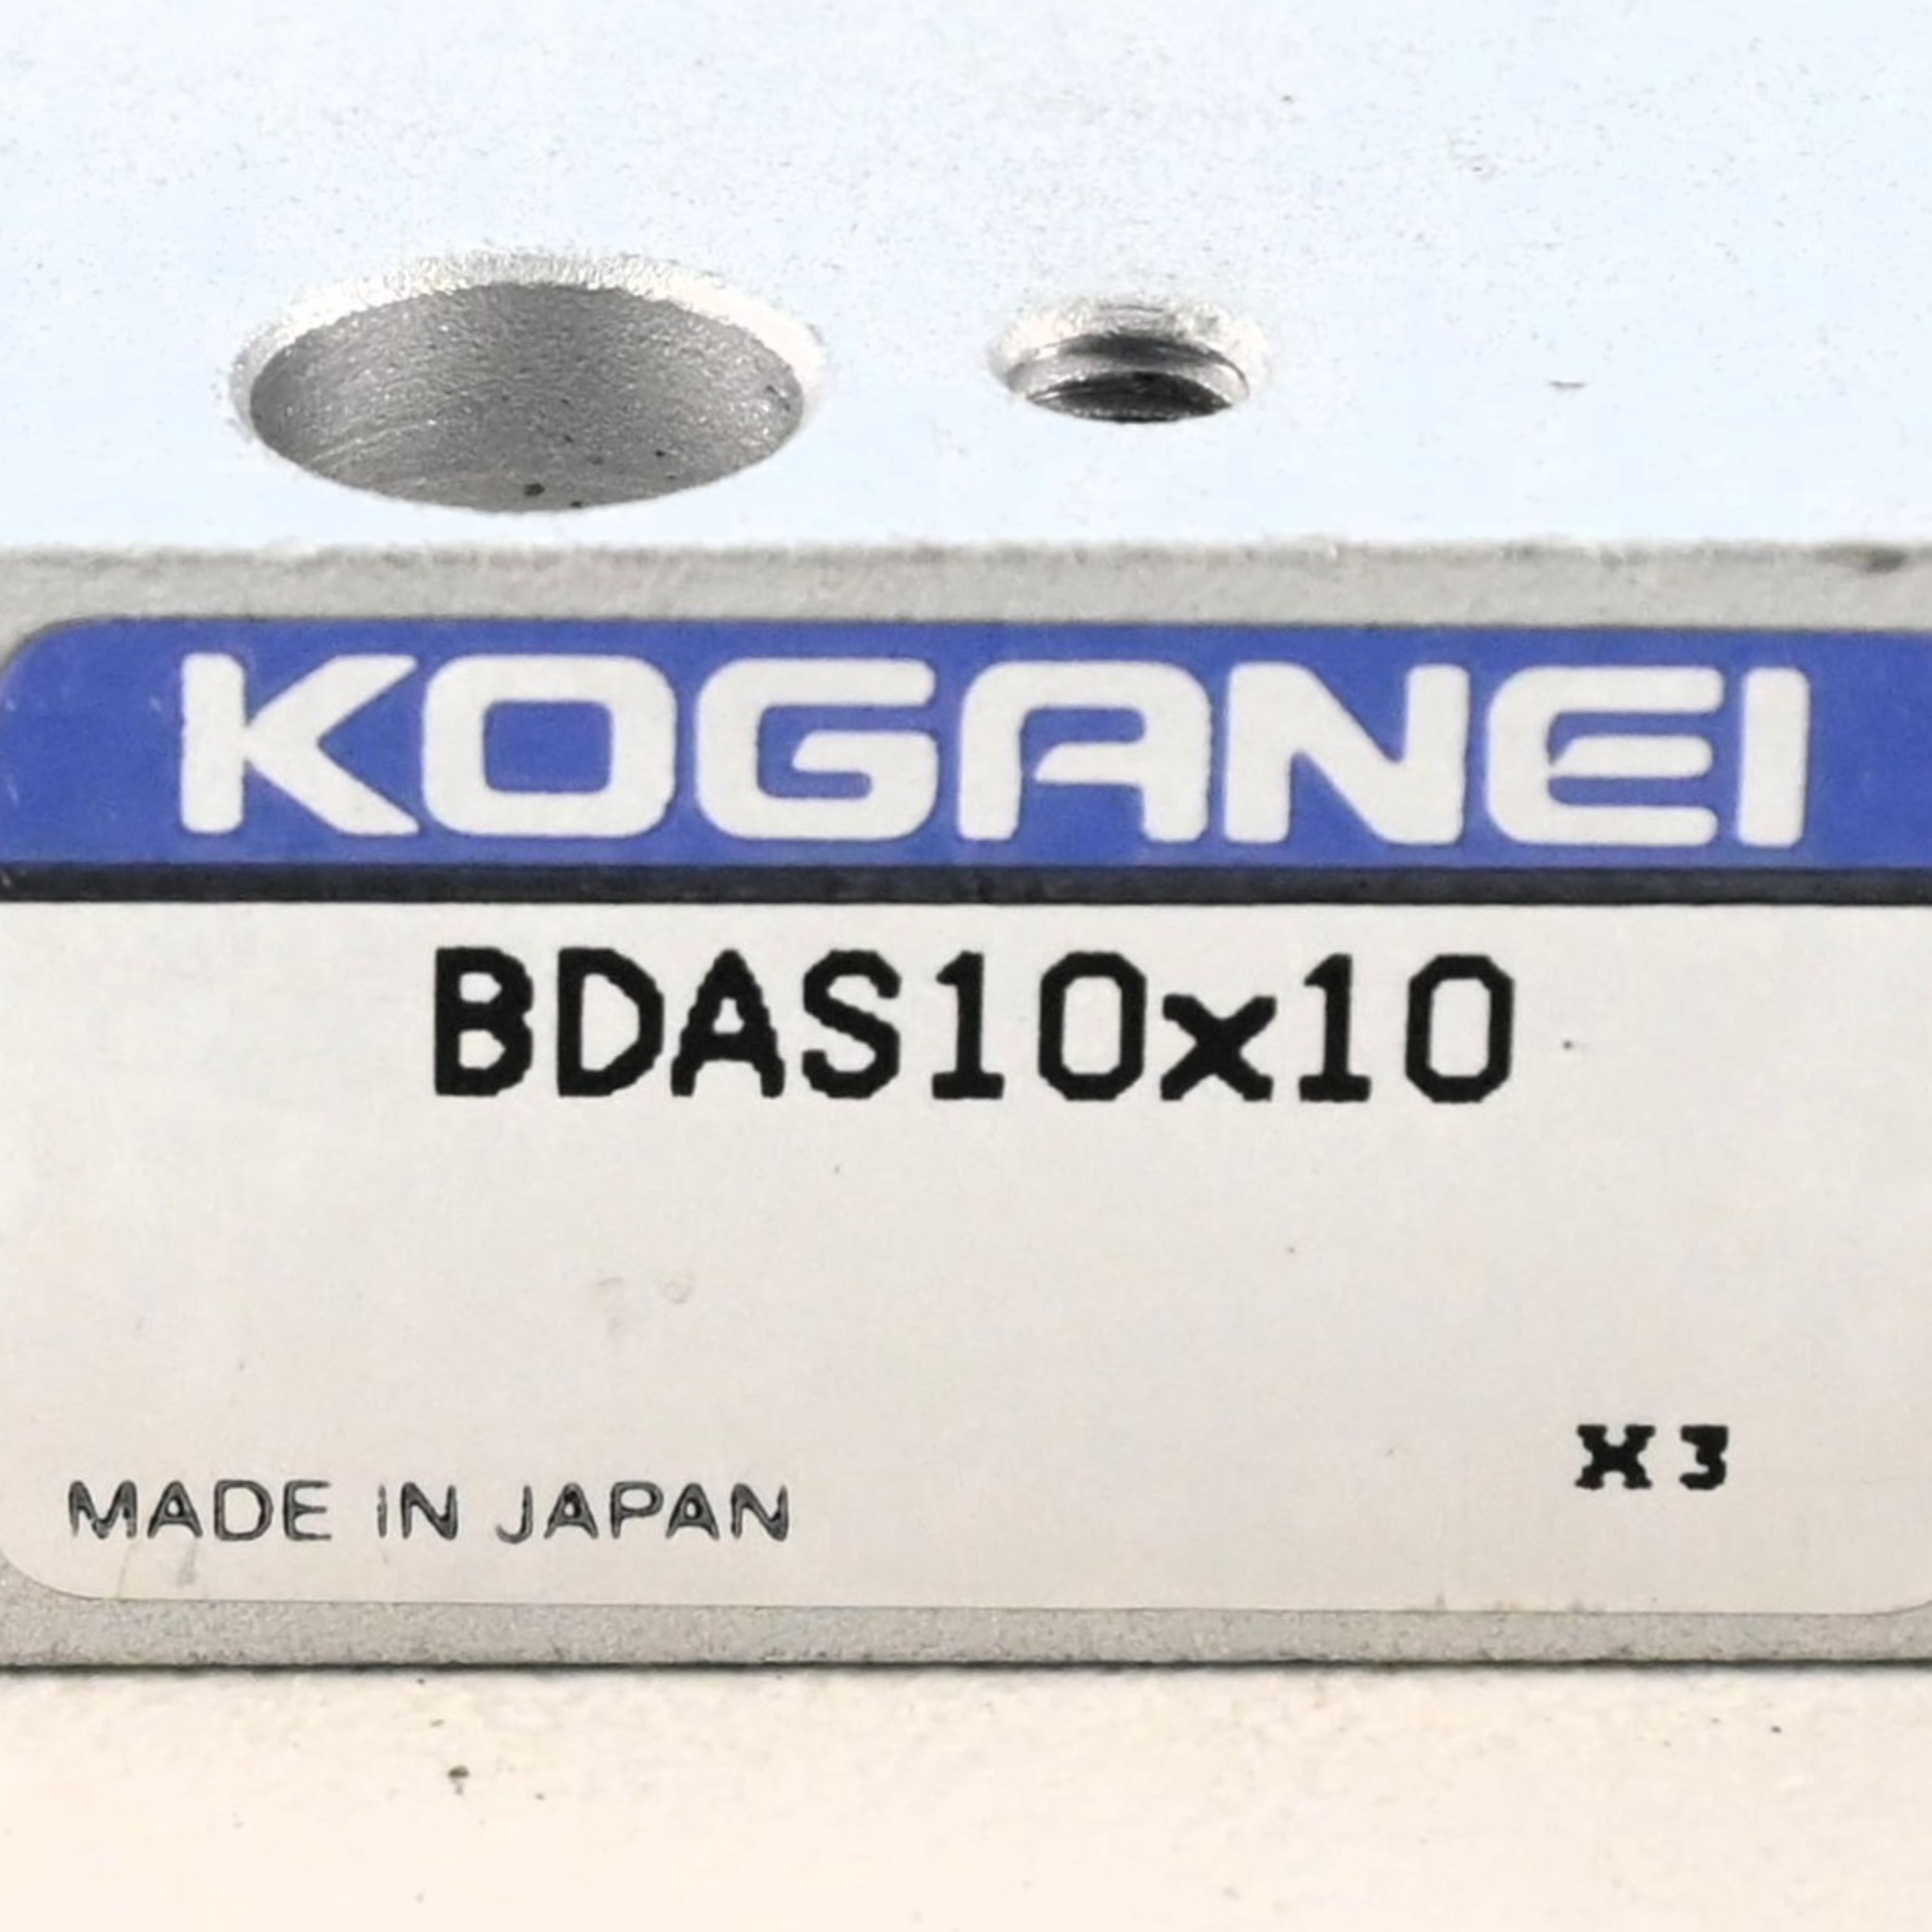 KOGANEI
BDAS10x10
X3
MADE IN JAPAN